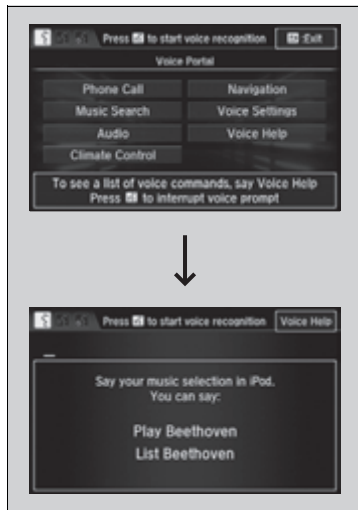 Press to start voice recognition :Exit
Voice Portal
Phone Call Navigation
Music Search Voice Settings
Audio Voice Help
Climate Control
To see a list of voice commands, say Voice Help
Press to interrupt voice prompt
Press to start voice recognition Voice Help
Say your music selection in iPod.
You can say:
Play Beethoven
List Beethoven